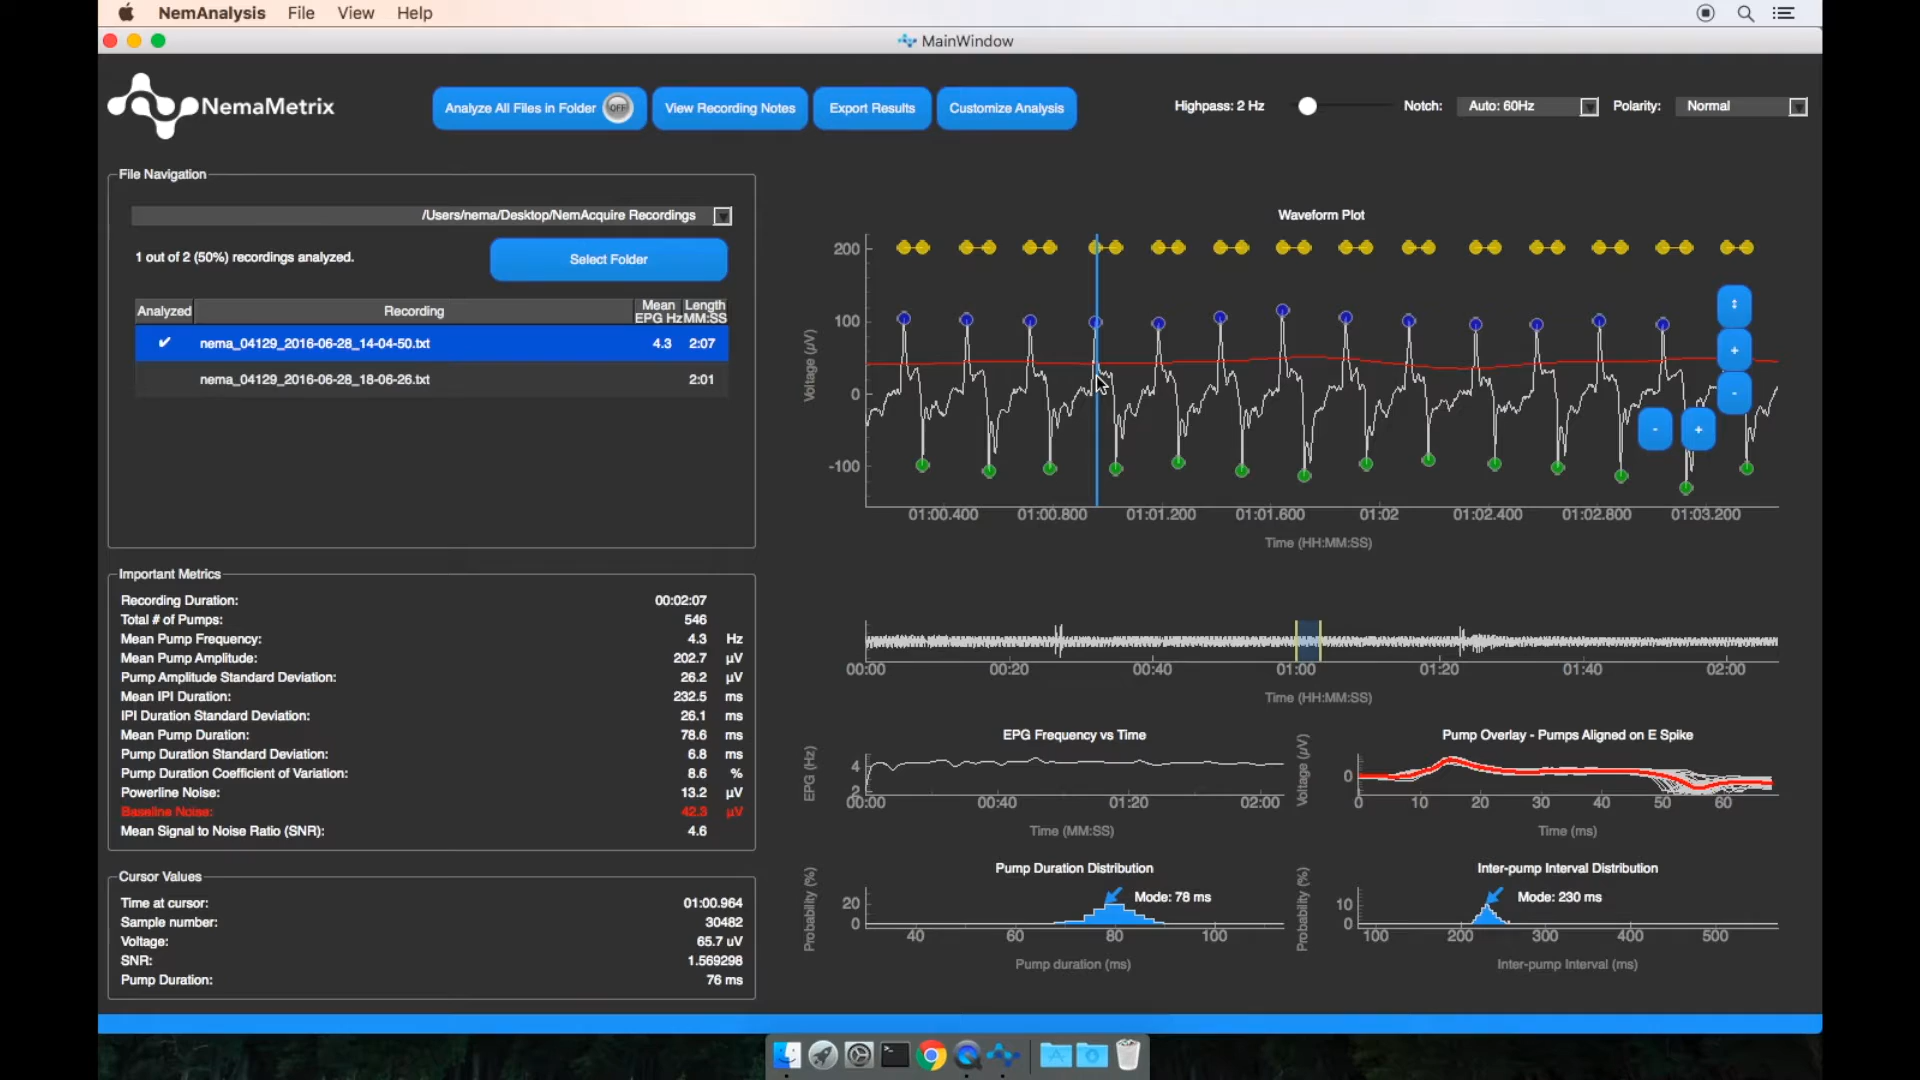 NemAnalysis File View Help
MainWindow
NemaMetrix
Analyze All Files in Folder OFF
View Recording Notes
Export Results
Customize Analysis
Highpass: 2 Hz
Notch: Auto: 60Hz
Polarity: Normal
File Navigation
/Users/nema/Desktop/NemAcquire Recordings
1 out of 2 (50%) recordings analyzed.
Select Folder
Analyzed Recording Mean EPG Hz Length MM:SS
✔ nema_04129_2016-06-28_14-04-50.txt 4.3 2:07
nema_04129_2016-06-28_18-06-26.txt 2:01
Important Metrics
Recording Duration: 00:02:07
Total # of Pumps: 546
Mean Pump Frequency: 4.3 Hz
Mean Pump Amplitude: 202.7 µV
Pump Amplitude Standard Deviation: 26.2 µV
Mean IPI Duration: 232.5 ms
IPI Duration Standard Deviation: 26.1 ms
Mean Pump Duration: 78.6 ms
Pump Duration Standard Deviation: 6.8 ms
Pump Duration Coefficient of Variation: 8.6 %
Powerline Noise: 13.2 µV
Baseline Noise: 42.3 µV
Mean Signal to Noise Ratio (SNR): 4.6
Cursor Values
Time at cursor: 01:00.964
Sample number: 30482
Voltage: 65.7 uV
SNR: 1.569298
Pump Duration: 76 ms
Waveform Plot
Voltage (µV)
200
100
0
-100
+
-
- +
01:00.400 01:00.800 01:01.200 01:01.600 01:02 01:02.400 01:02.800 01:03.200
Time (HH:MM:SS)
00:00 00:20 00:40 01:00 01:20 01:40 02:00
Time (HH:MM:SS)
EPG Frequency vs Time
EPG (Hz)
4
2
00:00 00:40 01:20 02:00
Time (MM:SS)
Pump Overlay - Pumps Aligned on E Spike
Voltage (µV)
0
0 10 20 30 40 50 60
Time (ms)
Pump Duration Distribution
Probability (%)
Mode: 78 ms
20
0
40 60 80 100
Pump duration (ms)
Inter-pump Interval Distribution
Probability (%)
Mode: 230 ms
10
0
100 200 300 400 500
Inter-pump Interval (ms)